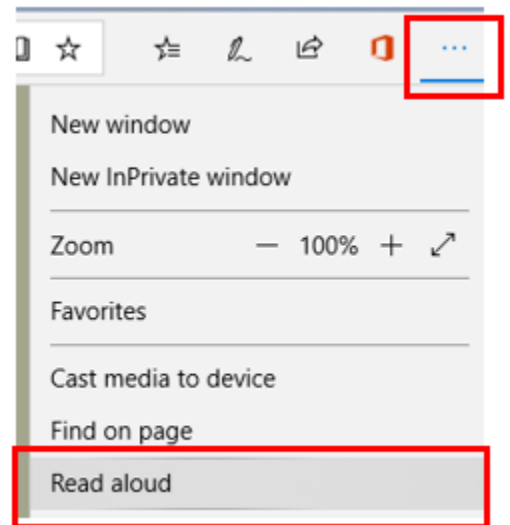 New window
New InPrivate window
Zoom — 100% +
Favorites
Cast media to device
Find on page
Read aloud